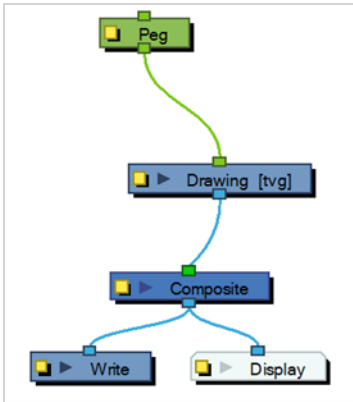 Peg
Drawing [tvg]
Composite
Write
Display